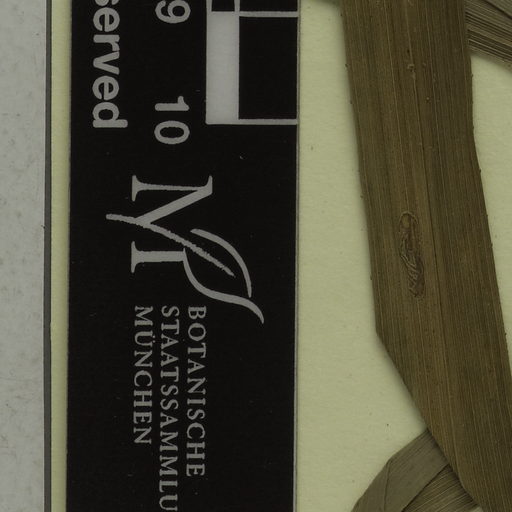 served
9 10
M
BOTANISCHE
STAATSSAMMLU
MÜNCHEN